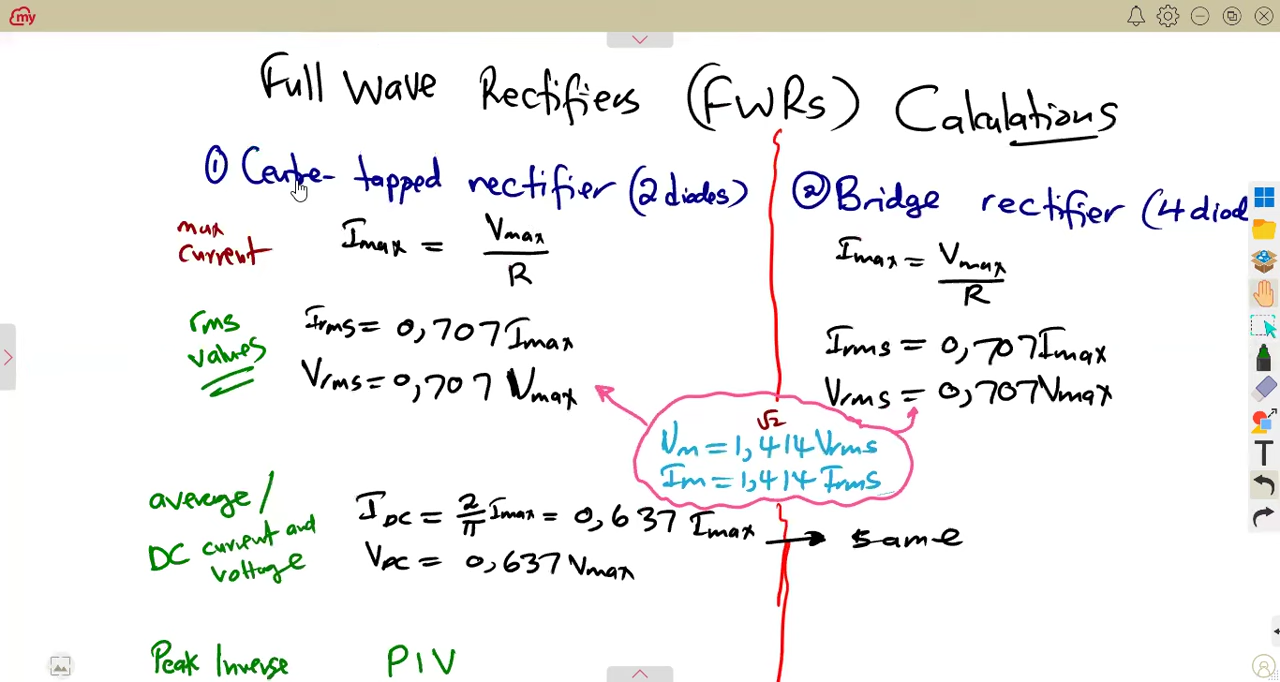 my
Full Wave Rectifiers (FWRs) Calculations
① Centre-tapped rectifier (2 diodes)
max current
Imax = Vmax / R
rms values
Irms = 0,707 Imax
Vrms = 0,707 Vmax
② Bridge rectifier (4 diod
Imax = Vmax / R
Irms = 0,707 Imax
Vrms = 0,707 Vmax
√2
Vm = 1,414 Vrms
Im = 1,414 Irms
average / DC current and voltage
IDC = 2/π Imax = 0,637 Imax → same
VDC = 0,637 Vmax
Peak Inverse
PIV
T